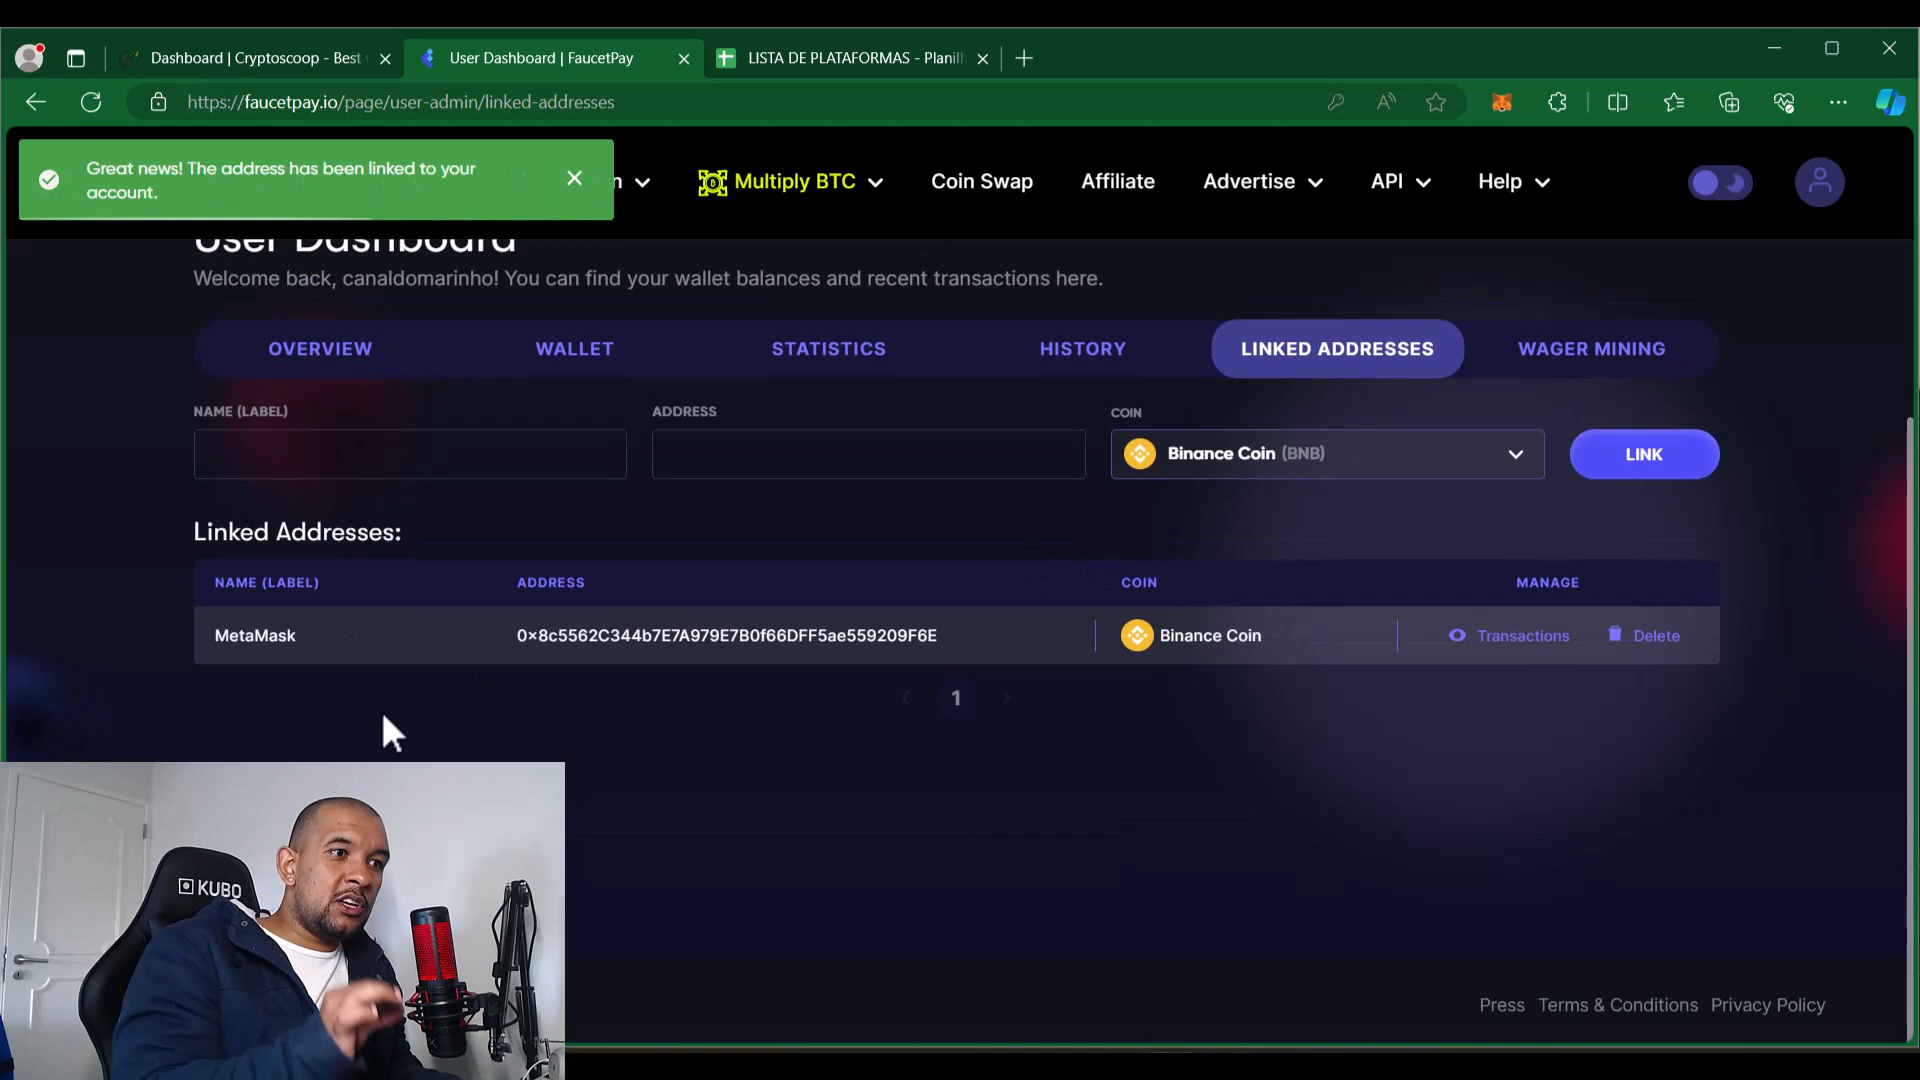 Dashboard | Cryptoscoop - Best
User Dashboard | FaucetPay
LISTA DE PLATAFORMAS - Planil
https://faucetpay.io/page/user-admin/linked-addresses
Great news! The address has been linked to your
account.
n
Multiply BTC
Coin Swap
Affiliate
Advertise
API
Help
User Dashboard
Welcome back, canaldomarinho! You can find your wallet balances and recent transactions here.
OVERVIEW
WALLET
STATISTICS
HISTORY
LINKED ADDRESSES
WAGER MINING
NAME (LABEL)
ADDRESS
COIN
Binance Coin (BNB)
LINK
Linked Addresses:
NAME (LABEL)
ADDRESS
COIN
MANAGE
MetaMask
0x8c5562C344b7E7A979E7B0f66DFF5ae559209F6E
Binance Coin
Transactions
Delete
1
KUBO
Press
Terms & Conditions
Privacy Policy